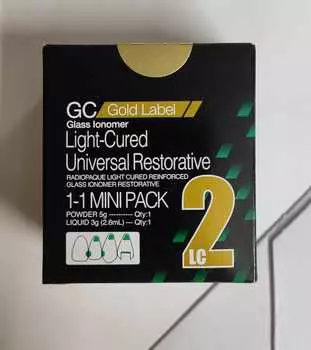 GC Gold Label
Glass Ionomer
Light-Cured
Universal Restorative
RADIOPAQUE LIGHT CURED REINFORCED
GLASS IONOMER RESTORATIVE
1-1 MINI PACK
POWDER 5g ---------- Qty:1
LIQUID 3g (2.6mL) --- Qty:1
2
LC